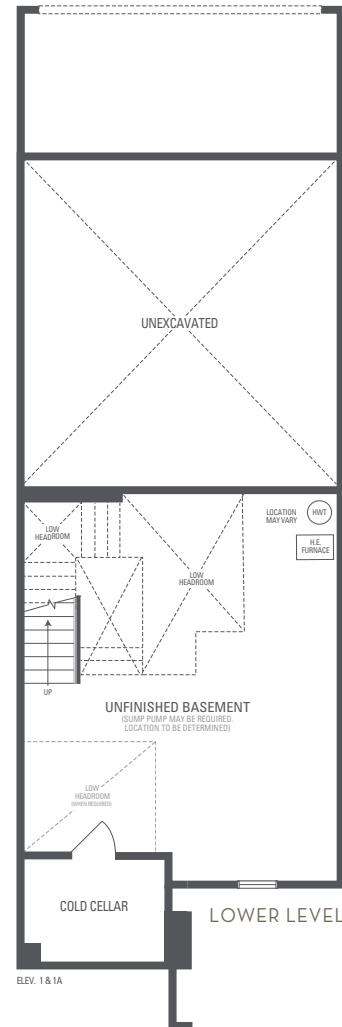 UNEXCAVATED
LOCATION
MAY VARY
HWT
LOW
HEADROOM
H.E.
FURNACE
LOW
HEADROOM
UP
UNFINISHED BASEMENT
(SUMP PUMP MAY BE REQUIRED.
LOCATION TO BE DETERMINED)
LOW
HEADROOM
(WHEN REQUIRED)
COLD CELLAR
LOWER LEVEL
ELEV. 1 & 1A